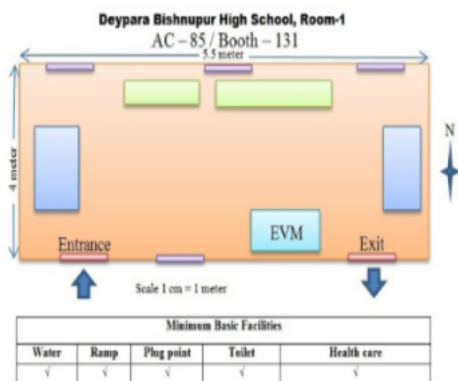 Deypara Bishnupur High School, Room-1
AC – 85 / Booth – 131
5.5 meter
4 meter
N
EVM
Entrance
Exit
Scale 1 cm = 1 meter
Minimum Basic Facilities
Water Ramp Plug point Toilet Health care
√ √ √ √ √